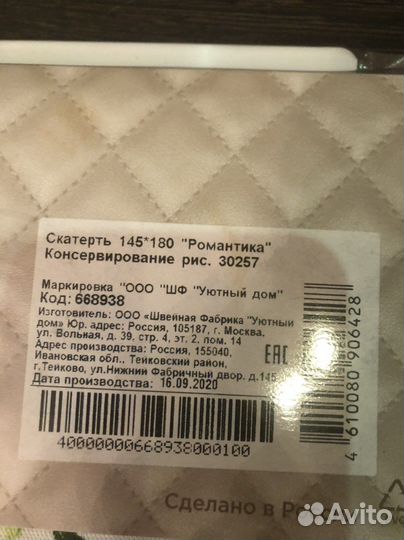 Скатерть 145*180 "Романтика"
Консервирование рис. 30257
Маркировка "ООО "ШФ "Уютный дом"
Код: 668938
Изготовитель: ООО «Швейная Фабрика "Уютный
дом» Юр. адрес: Россия, 105187, г. Москва,
ул. Вольная, д. 39, стр. 4, эт. 2, пом. 14
Адрес производства: Россия, 155040,
Ивановская обл., Тейковский район,
г.Тейково, ул.Нижний Фабричный двор. д.145
Дата производства: 16.09.2020
EAC
4000000066893800100
4 610080 906428
Сделано в
Avito